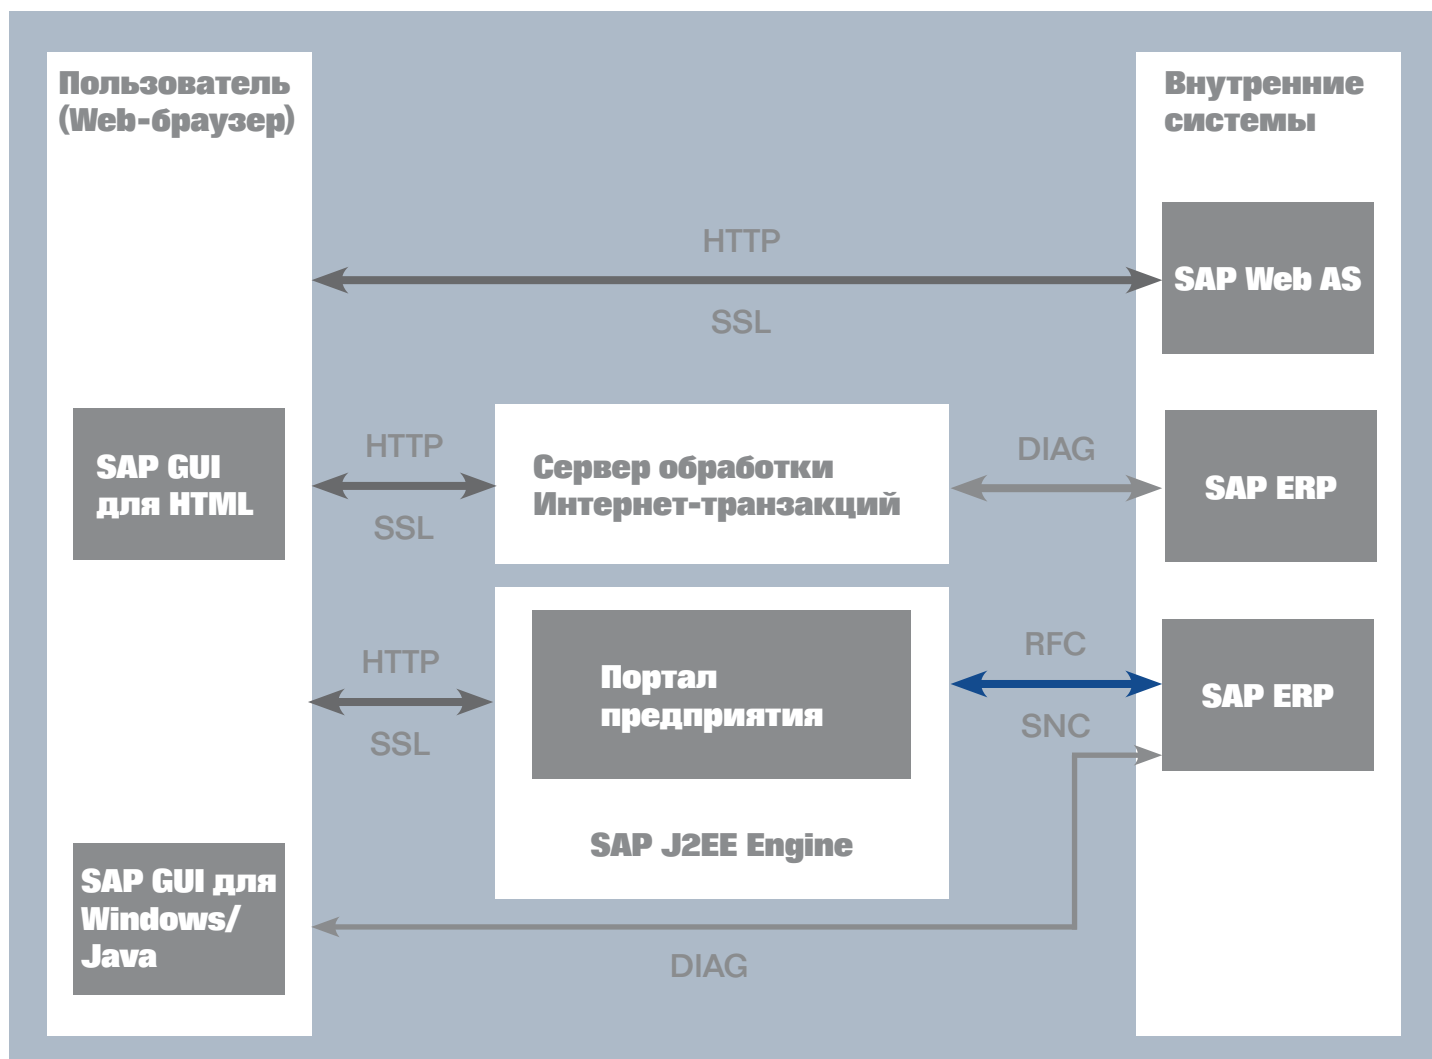 Пользователь
(Web-браузер)
Внутренние
системы
HTTP
SSL
SAP Web AS
SAP GUI
для HTML
HTTP
SSL
Сервер обработки
Интернет-транзакций
DIAG
SAP ERP
HTTP
SSL
Портал
предприятия
SAP J2EE Engine
RFC
SNC
SAP ERP
SAP GUI для
Windows/
Java
DIAG